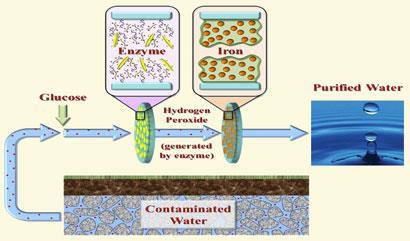 Enzyme
Iron
Glucose
Hydrogen
Peroxide
(generated
by enzyme)
Purified Water
Contaminated
Water